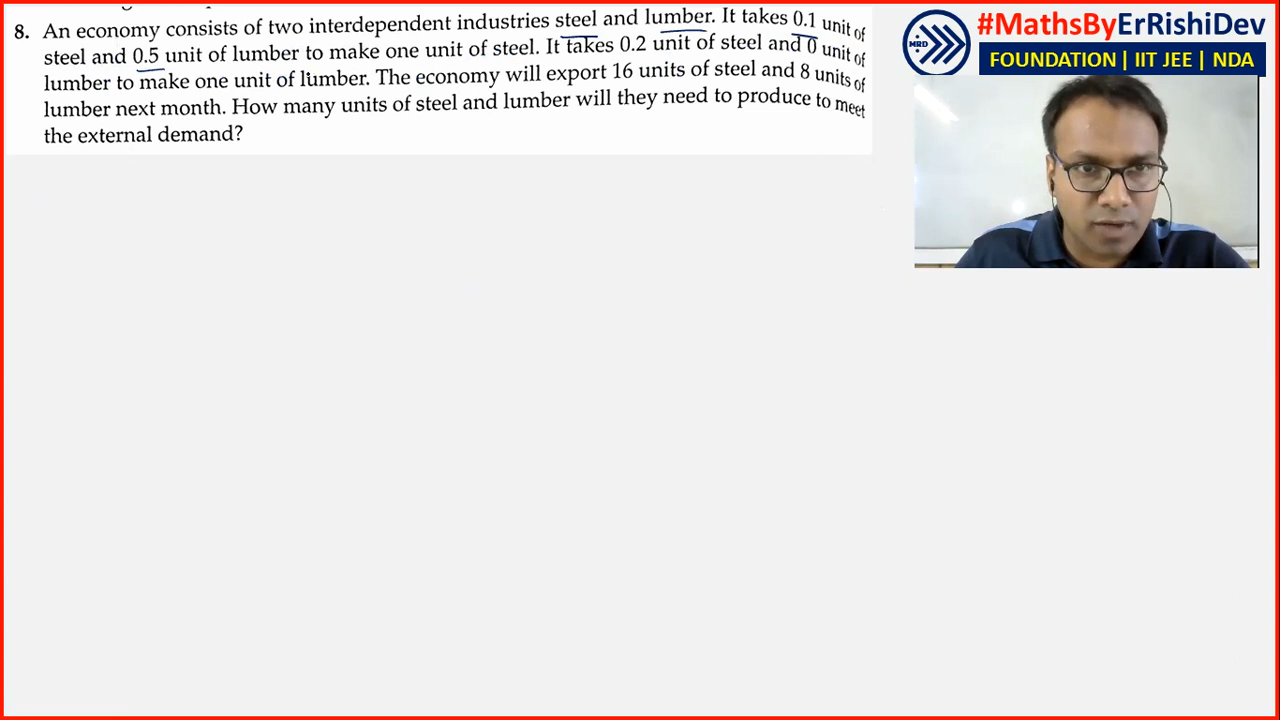 8. An economy consists of two interdependent industries steel and lumber. It takes 0.1 unit of
steel and 0.5 unit of lumber to make one unit of steel. It takes 0.2 unit of steel and 0 unit of
lumber to make one unit of lumber. The economy will export 16 units of steel and 8 units of
lumber next month. How many units of steel and lumber will they need to produce to meet
the external demand?
#MathsByErRishiDev
MRD
FOUNDATION | IIT JEE | NDA